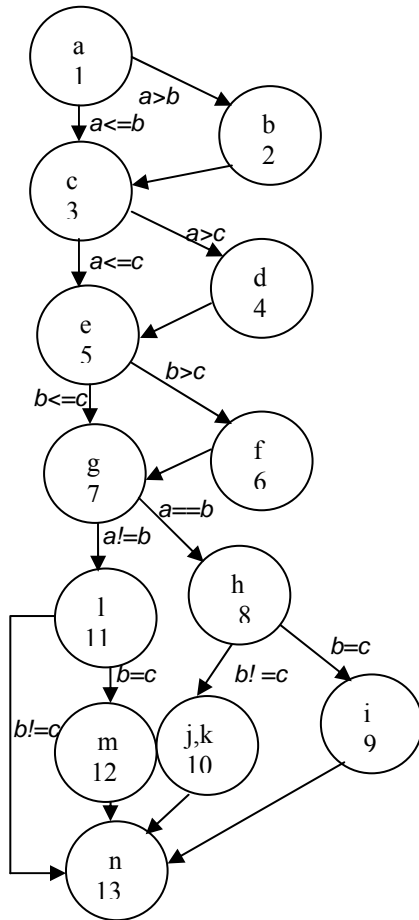 a
1
a>b
a<=b
b
2
c
3
a>c
a<=c
d
4
e
5
b>c
b<=c
f
6
g
7
a==b
a!=b
h
8
l
11
b=c
b! =c
b=c
b!=c
m
12
j,k
10
i
9
n
13